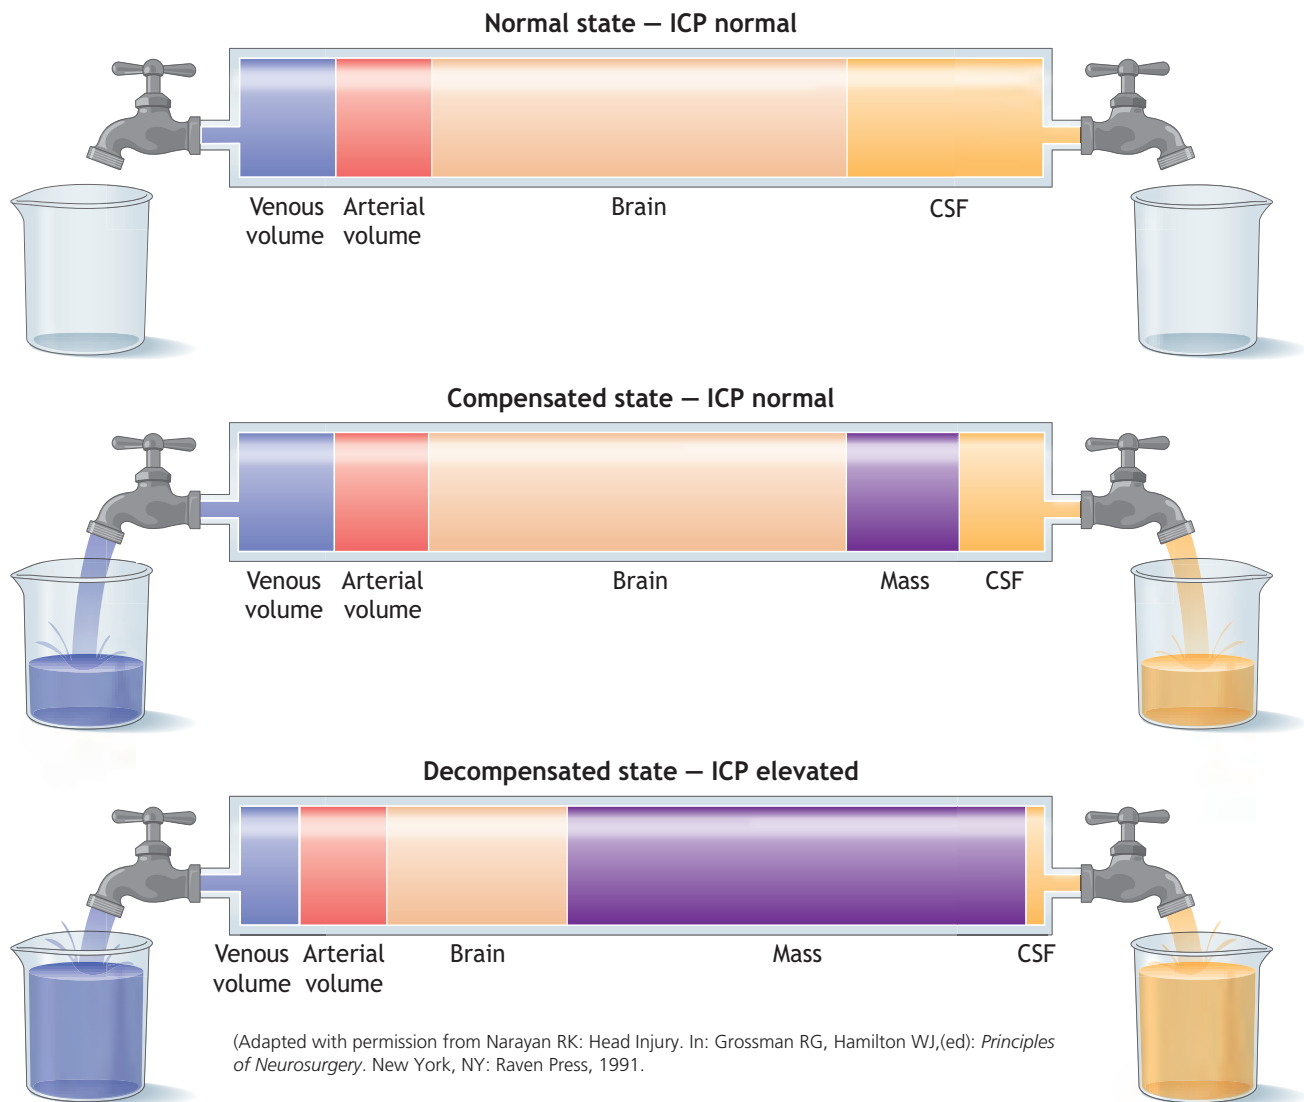 Normal state — ICP normal
Venous volume
Arterial volume
Brain
CSF
Compensated state — ICP normal
Venous volume
Arterial volume
Brain
Mass
CSF
Decompensated state — ICP elevated
Venous volume
Arterial volume
Brain
Mass
CSF
(Adapted with permission from Narayan RK: Head Injury. In: Grossman RG, Hamilton WJ,(ed): Principles
of Neurosurgery. New York, NY: Raven Press, 1991.